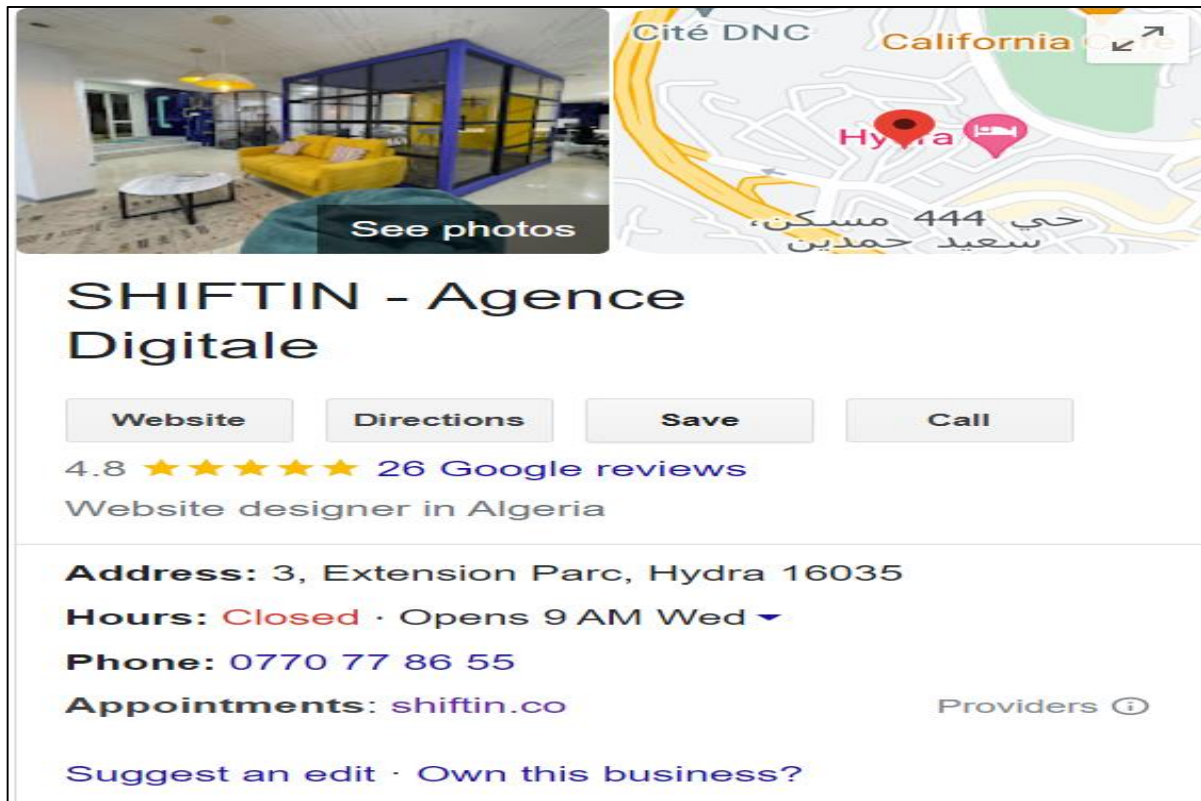 See photos
Cité DNC
California
Hydra
حي 444 مسكن،
سعيد حمدين
SHIFTIN - Agence
Digitale
Website
Directions
Save
Call
4.8 26 Google reviews
Website designer in Algeria
Address: 3, Extension Parc, Hydra 16035
Hours: Closed · Opens 9 AM Wed
Phone: 0770 77 86 55
Appointments: shiftin.co
Providers
Suggest an edit · Own this business?